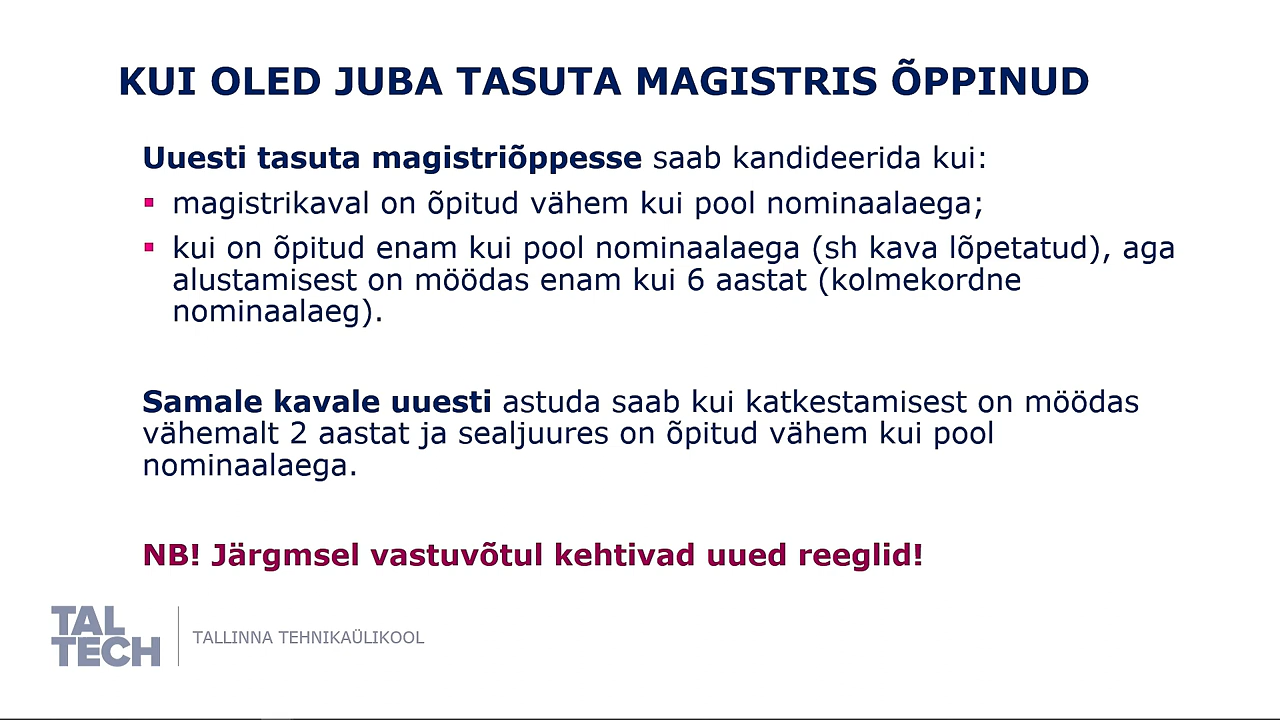 KUI OLED JUBA TASUTA MAGISTRIS ÕPPINUD
Uuesti tasuta magistriõppesse saab kandideerida kui:
▪ magistrikaval on õpitud vähem kui pool nominaalaega;
▪ kui on õpitud enam kui pool nominaalaega (sh kava lõpetatud), aga
alustamisest on möödas enam kui 6 aastat (kolmekordne
nominaalaeg).
Samale kavale uuesti astuda saab kui katkestamisest on möödas
vähemalt 2 aastat ja sealjuures on õpitud vähem kui pool
nominaalaega.
NB! Järgmsel vastuvõtul kehtivad uued reeglid!
TAL
TECH
TALLINNA TEHNIKAÜLIKOOL